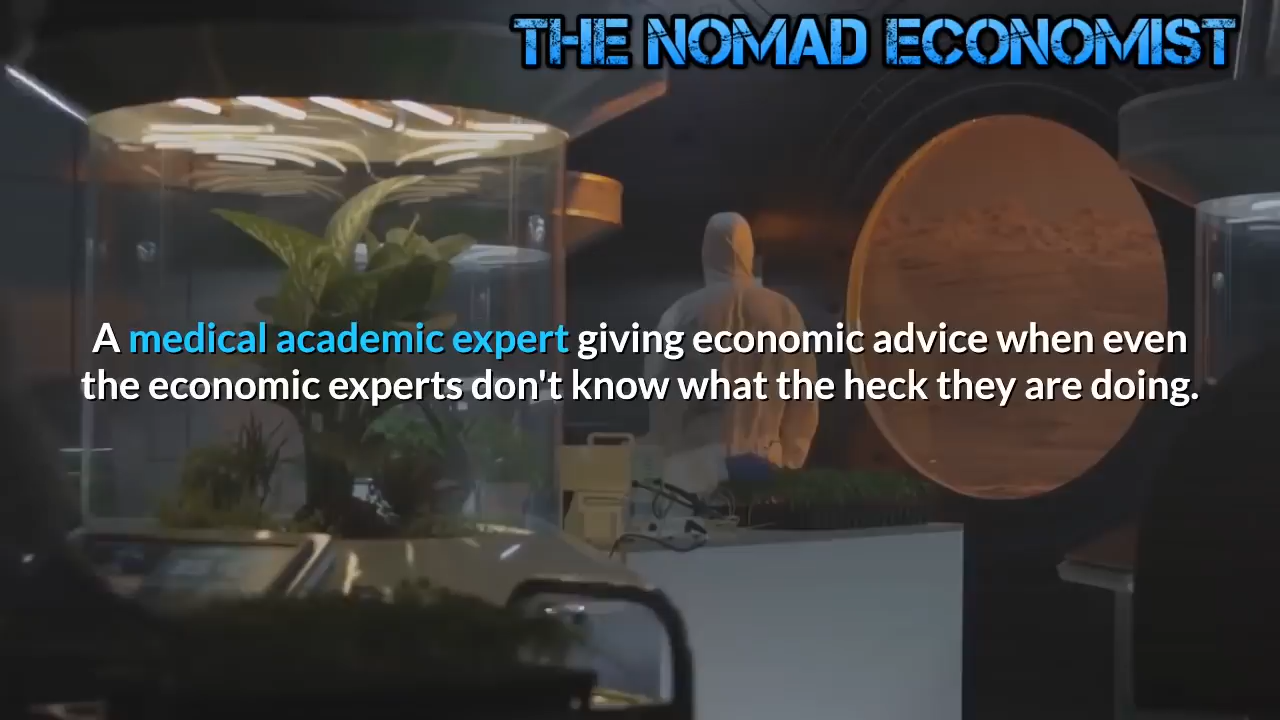 THE NOMAD ECONOMIST
A medical academic expert giving economic advice when even
the economic experts don't know what the heck they are doing.